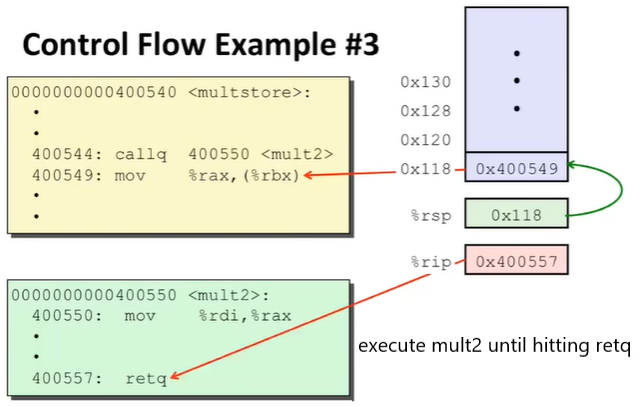 Control Flow Example #3
0000000000400540 <multstore>:
•
•
400544: callq 400550 <mult2>
400549: mov %rax,(%rbx)
•
•
0000000000400550 <mult2>:
400550: mov %rdi,%rax
•
•
400557: retq
0x130
0x128
0x120
0x118 0x400549
%rsp 0x118
%rip 0x400557
execute mult2 until hitting retq